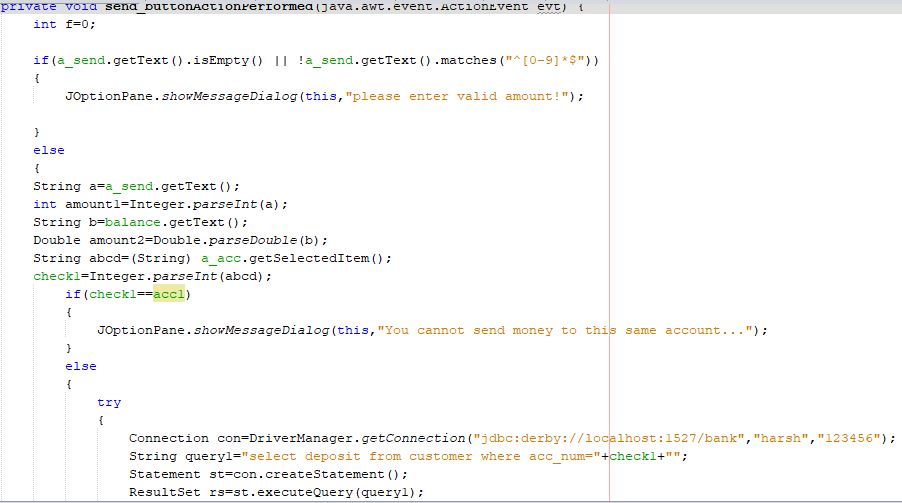 private void send_buttonActionPerformed(java.awt.event.ActionEvent evt) {
int f=0;
if(a_send.getText().isEmpty() || !a_send.getText().matches("^[0-9]*$"))
{
JOptionPane.showMessageDialog(this,"please enter valid amount!");
}
else
{
String a=a_send.getText();
int amount1=Integer.parseInt(a);
String b=balance.getText();
Double amount2=Double.parseDouble(b);
String abcd=(String) a_acc.getSelectedItem();
check1=Integer.parseInt(abcd);
if(check1==acc1)
{
JOptionPane.showMessageDialog(this,"You cannot send money to this same account...");
}
else
{
try
{
Connection con=DriverManager.getConnection("jdbc:derby://localhost:1527/bank","harsh","123456");
String query1="select deposit from customer where acc_num="+check1+"";
Statement st=con.createStatement();
ResultSet rs=st.executeQuery(query1);